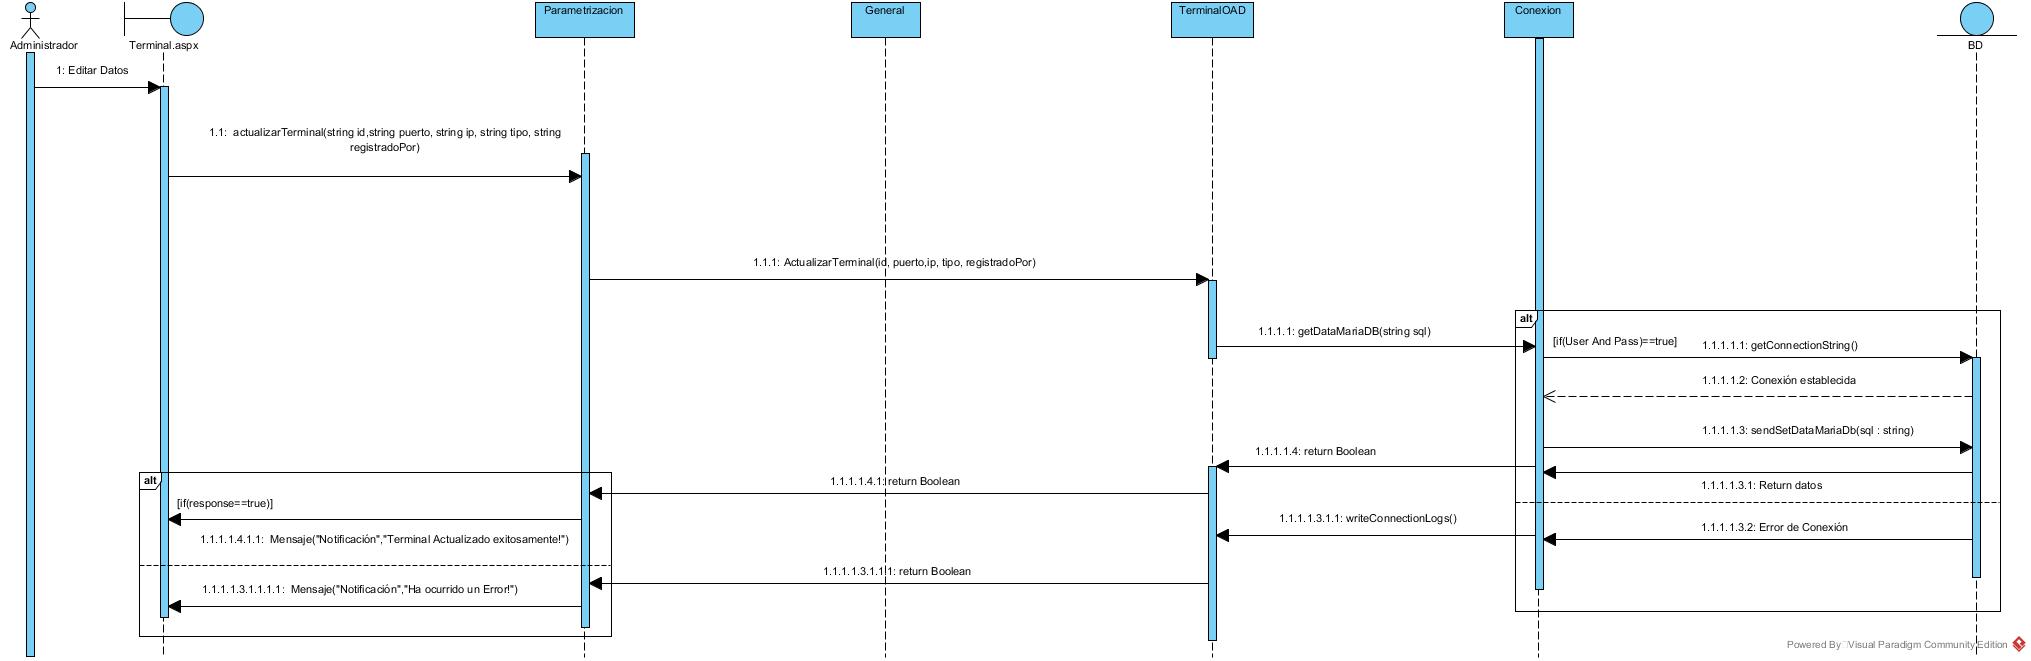 Administrador
Terminal.aspx
Parametrizacion
General
TerminalOAD
Conexion
BD
1: Editar Datos
1.1:  actualizarTerminal(string id,string puerto, string ip, string tipo, string
registradoPor)
1.1.1: ActualizarTerminal(id, puerto,ip, tipo, registradoPor)
alt
1.1.1.1: getDataMariaDB(string sql)
[if(User And Pass)==true]
1.1.1.1.1: getConnectionString()
1.1.1.1.2: Conexión establecida
1.1.1.1.3: sendSetDataMariaDb(sql : string)
1.1.1.1.4: return Boolean
alt
1.1.1.1.4.1: return Boolean
1.1.1.1.3.1: Return datos
[if(response==true)]
1.1.1.1.3.1.1: writeConnectionLogs()
1.1.1.1.3.2: Error de Conexión
1.1.1.1.4.1.1:  Mensaje("Notificación","Terminal Actualizado exitosamente!")
1.1.1.1.3.1.1.1: return Boolean
1.1.1.1.3.1.1.1.1:  Mensaje("Notificación","Ha ocurrido un Error!")
Powered By Visual Paradigm Community Edition